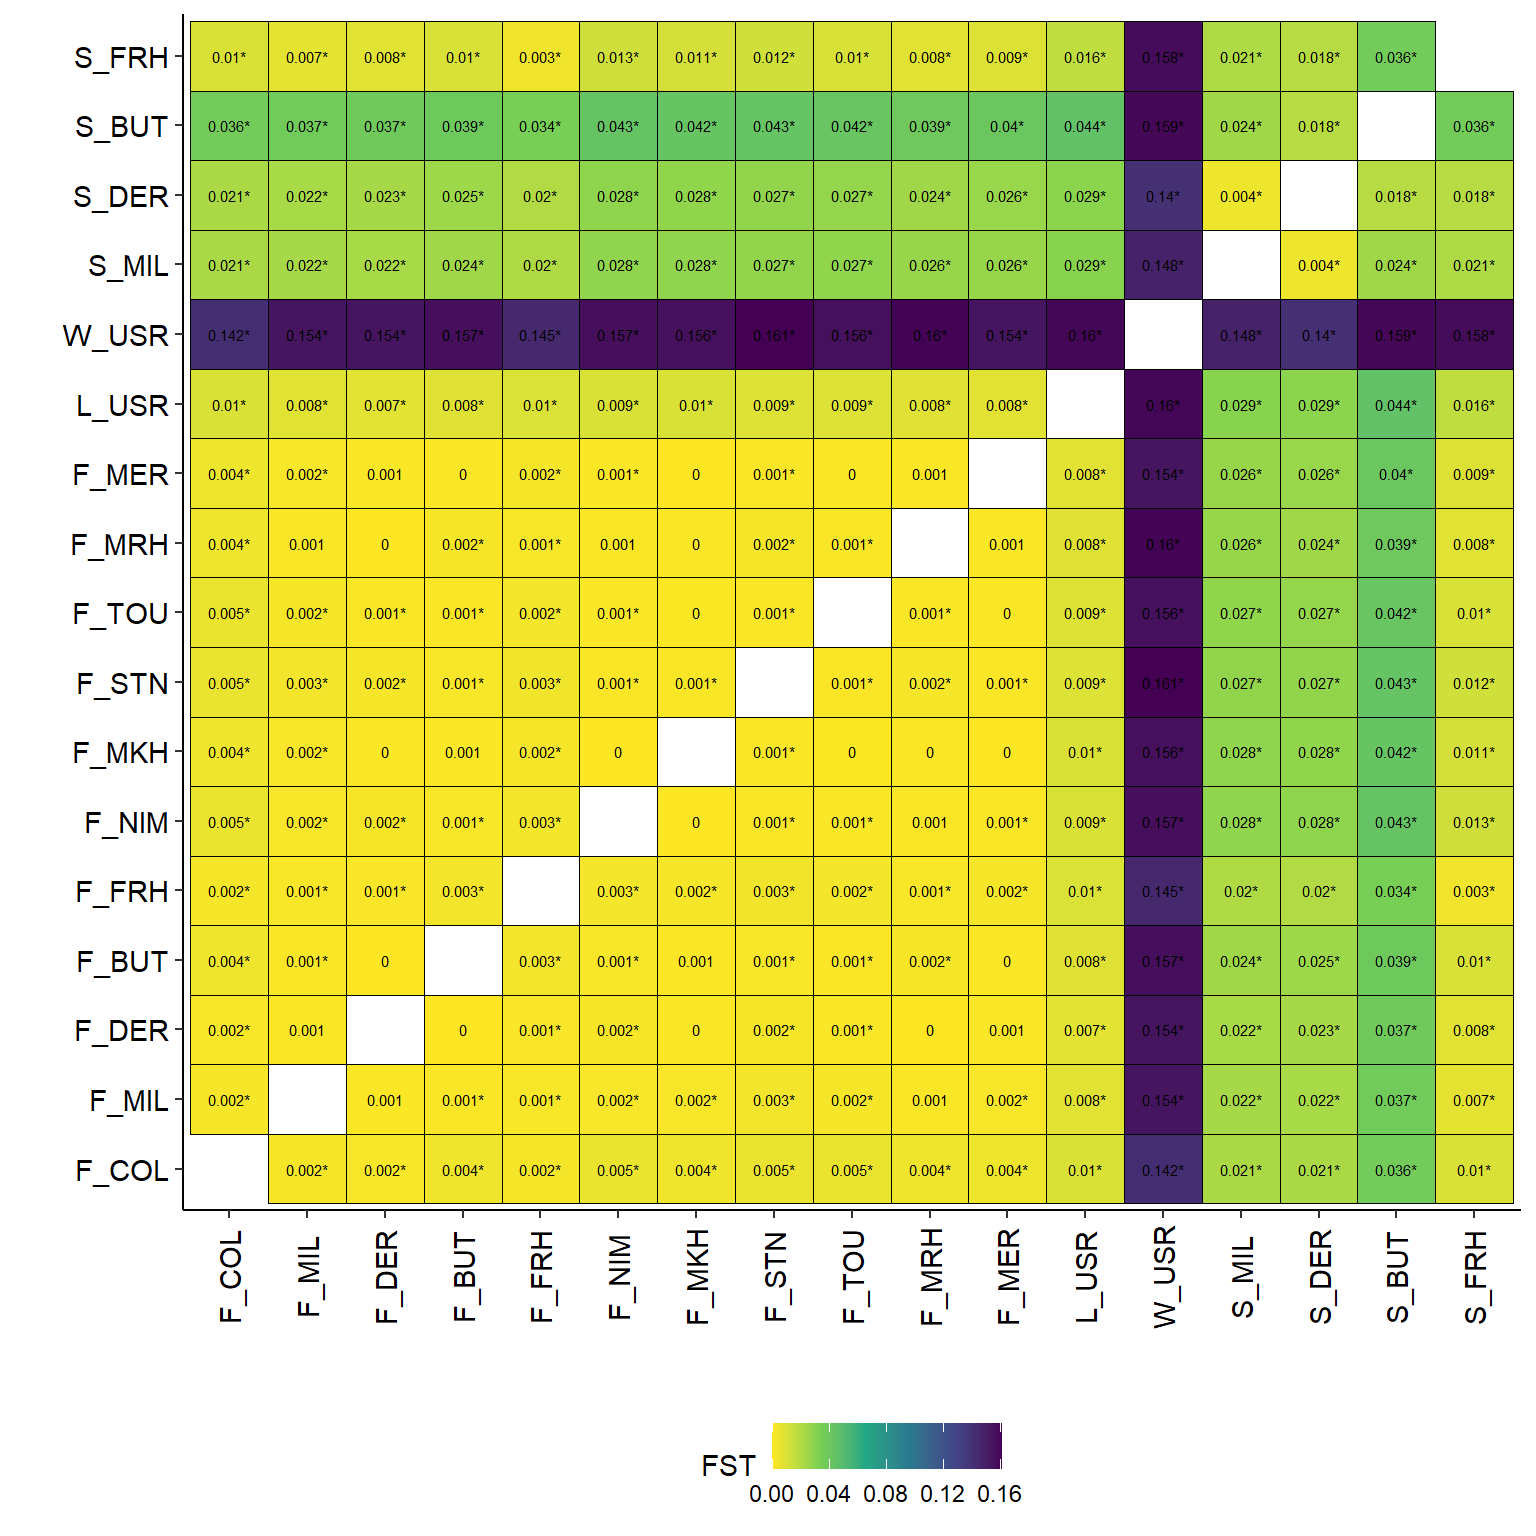 S_FRH 0.01* 0.007* 0.008* 0.01* 0.003* 0.013* 0.011* 0.012* 0.01* 0.008* 0.009* 0.016* 0.158* 0.021* 0.018* 0.036*
S_BUT 0.036* 0.037* 0.037* 0.039* 0.034* 0.043* 0.042* 0.043* 0.042* 0.039* 0.04* 0.044* 0.159* 0.024* 0.018* 0.036*
S_DER 0.021* 0.022* 0.023* 0.025* 0.02* 0.028* 0.028* 0.027* 0.027* 0.024* 0.026* 0.029* 0.14* 0.004* 0.018* 0.018*
S_MIL 0.021* 0.022* 0.022* 0.024* 0.02* 0.028* 0.028* 0.027* 0.027* 0.026* 0.026* 0.029* 0.148* 0.004* 0.024* 0.021*
W_USR 0.142* 0.154* 0.154* 0.157* 0.145* 0.157* 0.156* 0.161* 0.156* 0.16* 0.154* 0.16* 0.148* 0.14* 0.159* 0.158*
L_USR 0.01* 0.008* 0.007* 0.008* 0.01* 0.009* 0.01* 0.009* 0.009* 0.008* 0.008* 0.16* 0.029* 0.029* 0.044* 0.016*
F_MER 0.004* 0.002* 0.001 0 0.002* 0.001* 0 0.001* 0 0.001 0.008* 0.154* 0.026* 0.026* 0.04* 0.009*
F_MRH 0.004* 0.001 0 0.002* 0.001* 0.001 0 0.002* 0.001* 0.001 0.008* 0.16* 0.026* 0.024* 0.039* 0.008*
F_TOU 0.005* 0.002* 0.001* 0.001* 0.002* 0.001* 0 0.001* 0.001* 0 0.009* 0.156* 0.027* 0.027* 0.042* 0.01*
F_STN 0.005* 0.003* 0.002* 0.001* 0.003* 0.001* 0.001* 0.001* 0.002* 0.001* 0.009* 0.161* 0.027* 0.027* 0.043* 0.012*
F_MKH 0.004* 0.002* 0 0.001 0.002* 0 0.001* 0 0 0 0.01* 0.156* 0.028* 0.028* 0.042* 0.011*
F_NIM 0.005* 0.002* 0.002* 0.001* 0.003* 0 0.001* 0.001* 0.001 0.001* 0.009* 0.157* 0.028* 0.028* 0.043* 0.013*
F_FRH 0.002* 0.001* 0.001* 0.003* 0.003* 0.002* 0.003* 0.002* 0.001* 0.002* 0.01* 0.145* 0.02* 0.02* 0.034* 0.003*
F_BUT 0.004* 0.001* 0 0.003* 0.001* 0.001 0.001* 0.001* 0.002* 0 0.008* 0.157* 0.024* 0.025* 0.039* 0.01*
F_DER 0.002* 0.001 0 0.001* 0.002* 0 0.002* 0.001* 0 0.001 0.007* 0.154* 0.022* 0.023* 0.037* 0.008*
F_MIL 0.002* 0.001 0.001* 0.001* 0.002* 0.002* 0.003* 0.002* 0.001 0.002* 0.008* 0.154* 0.022* 0.022* 0.037* 0.007*
F_COL 0.002* 0.002* 0.004* 0.002* 0.005* 0.004* 0.005* 0.005* 0.004* 0.004* 0.01* 0.142* 0.021* 0.021* 0.036* 0.01*
F_COL F_MIL F_DER F_BUT F_FRH F_NIM F_MKH F_STN F_TOU F_MRH F_MER L_USR W_USR S_MIL S_DER S_BUT S_FRH
FST
0.00 0.04 0.08 0.12 0.16